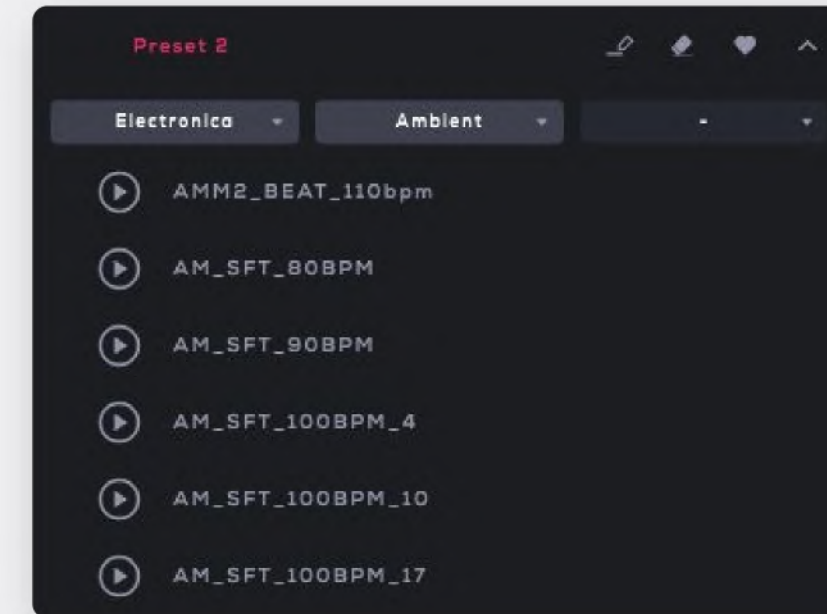 Preset 2
Electronica Ambient -
AMM2_BEAT_110bpm
AM_SFT_80BPM
AM_SFT_90BPM
AM_SFT_100BPM_4
AM_SFT_100BPM_10
AM_SFT_100BPM_17